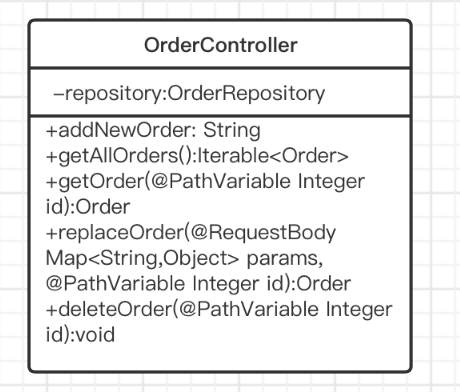 OrderController
-repository:OrderRepository
+addNewOrder: String
+getAllOrders():Iterable<Order>
+getOrder(@PathVariable Integer
id):Order
+replaceOrder(@RequestBody
Map<String,Object> params,
@PathVariable Integer id):Order
+deleteOrder(@PathVariable Integer
id):void